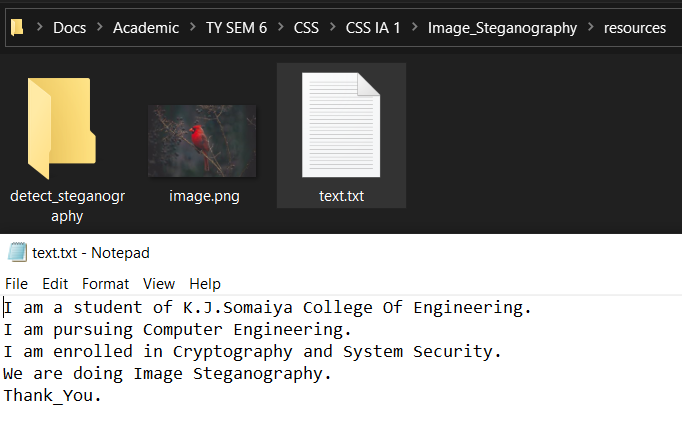 Docs > Academic > TY SEM 6 > CSS > CSS IA 1 > Image_Steganography > resources
detect_steganogr
aphy
image.png
text.txt
text.txt - Notepad
File Edit Format View Help
I am a student of K.J.Somaiya College Of Engineering.
I am pursuing Computer Engineering.
I am enrolled in Cryptography and System Security.
We are doing Image Steganography.
Thank_You.